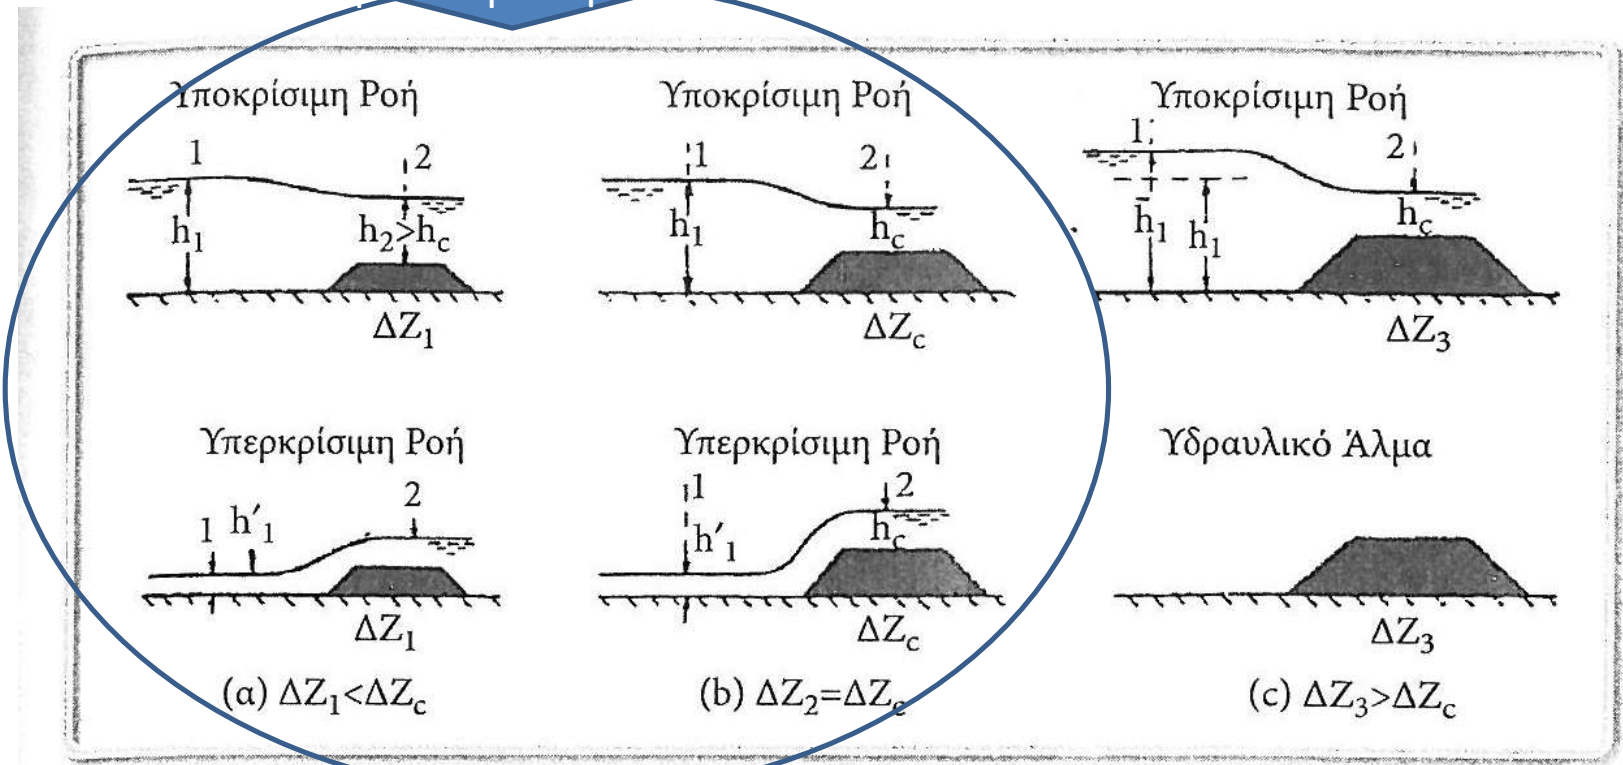 Υποκρίσιμη Ροή
1
2
h1
h2>hc
ΔZ1
Υποκρίσιμη Ροή
1
2
h1
hc
ΔZc
Υποκρίσιμη Ροή
1
2
h1
h1
hc
ΔZ3
Υπερκρίσιμη Ροή
1
h′1
2
ΔZ1
(α) ΔZ1<ΔZc
Υπερκρίσιμη Ροή
1
2
h′1
hc
ΔZc
(b) ΔZ2=ΔZc
Υδραυλικό Άλμα
ΔZ3
(c) ΔZ3>ΔZc